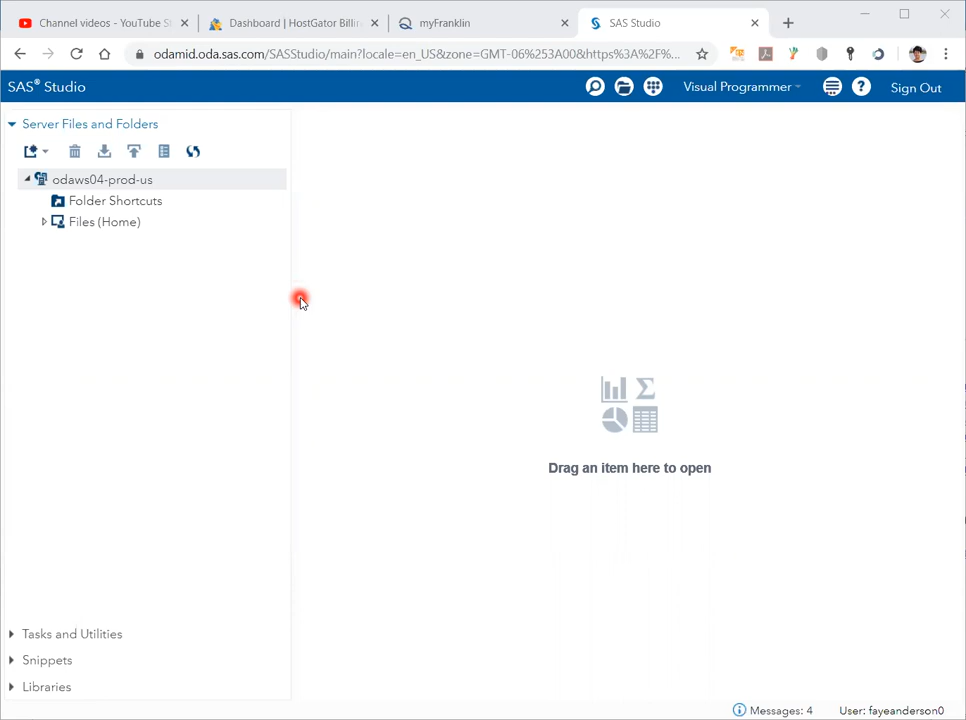 Channel videos - YouTube St
Dashboard | HostGator Billin
myFranklin
SAS Studio
odamid.oda.sas.com/SASStudio/main?locale=en_US&zone=GMT-06%253A00&https%3A%2F%...
SAS® Studio
Visual Programmer
Sign Out
Server Files and Folders
odaws04-prod-us
Folder Shortcuts
Files (Home)
Drag an item here to open
Tasks and Utilities
Snippets
Libraries
Messages: 4
User: fayeanderson0